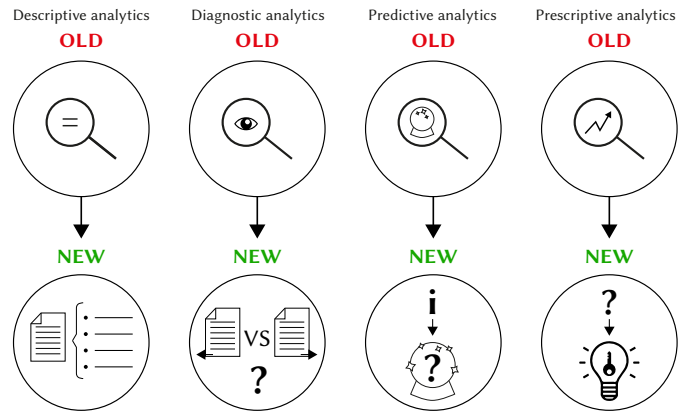 Descriptive analytics
OLD
=
NEW
Diagnostic analytics
OLD
NEW
VS
?
Predictive analytics
OLD
NEW
i
?
Prescriptive analytics
OLD
NEW
?